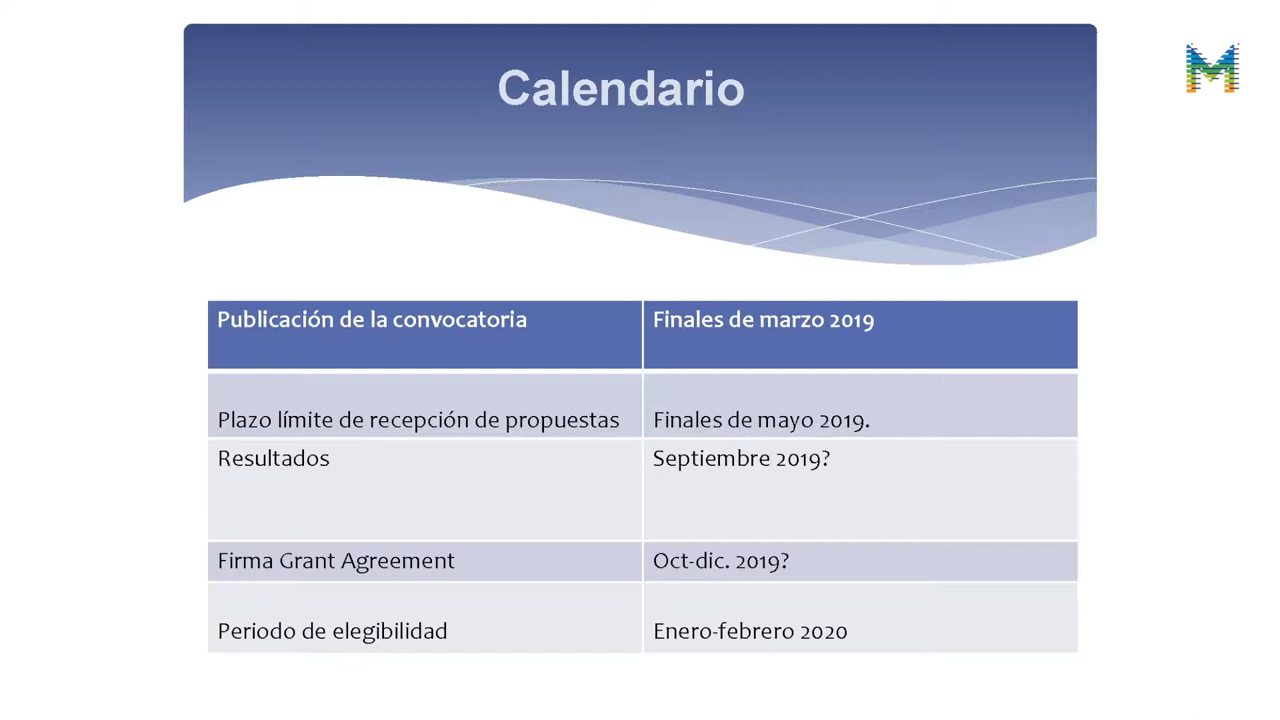 Calendario
Publicación de la convocatoria
Finales de marzo 2019
Plazo límite de recepción de propuestas
Finales de mayo 2019.
Resultados
Septiembre 2019?
Firma Grant Agreement
Oct-dic. 2019?
Periodo de elegibilidad
Enero-febrero 2020